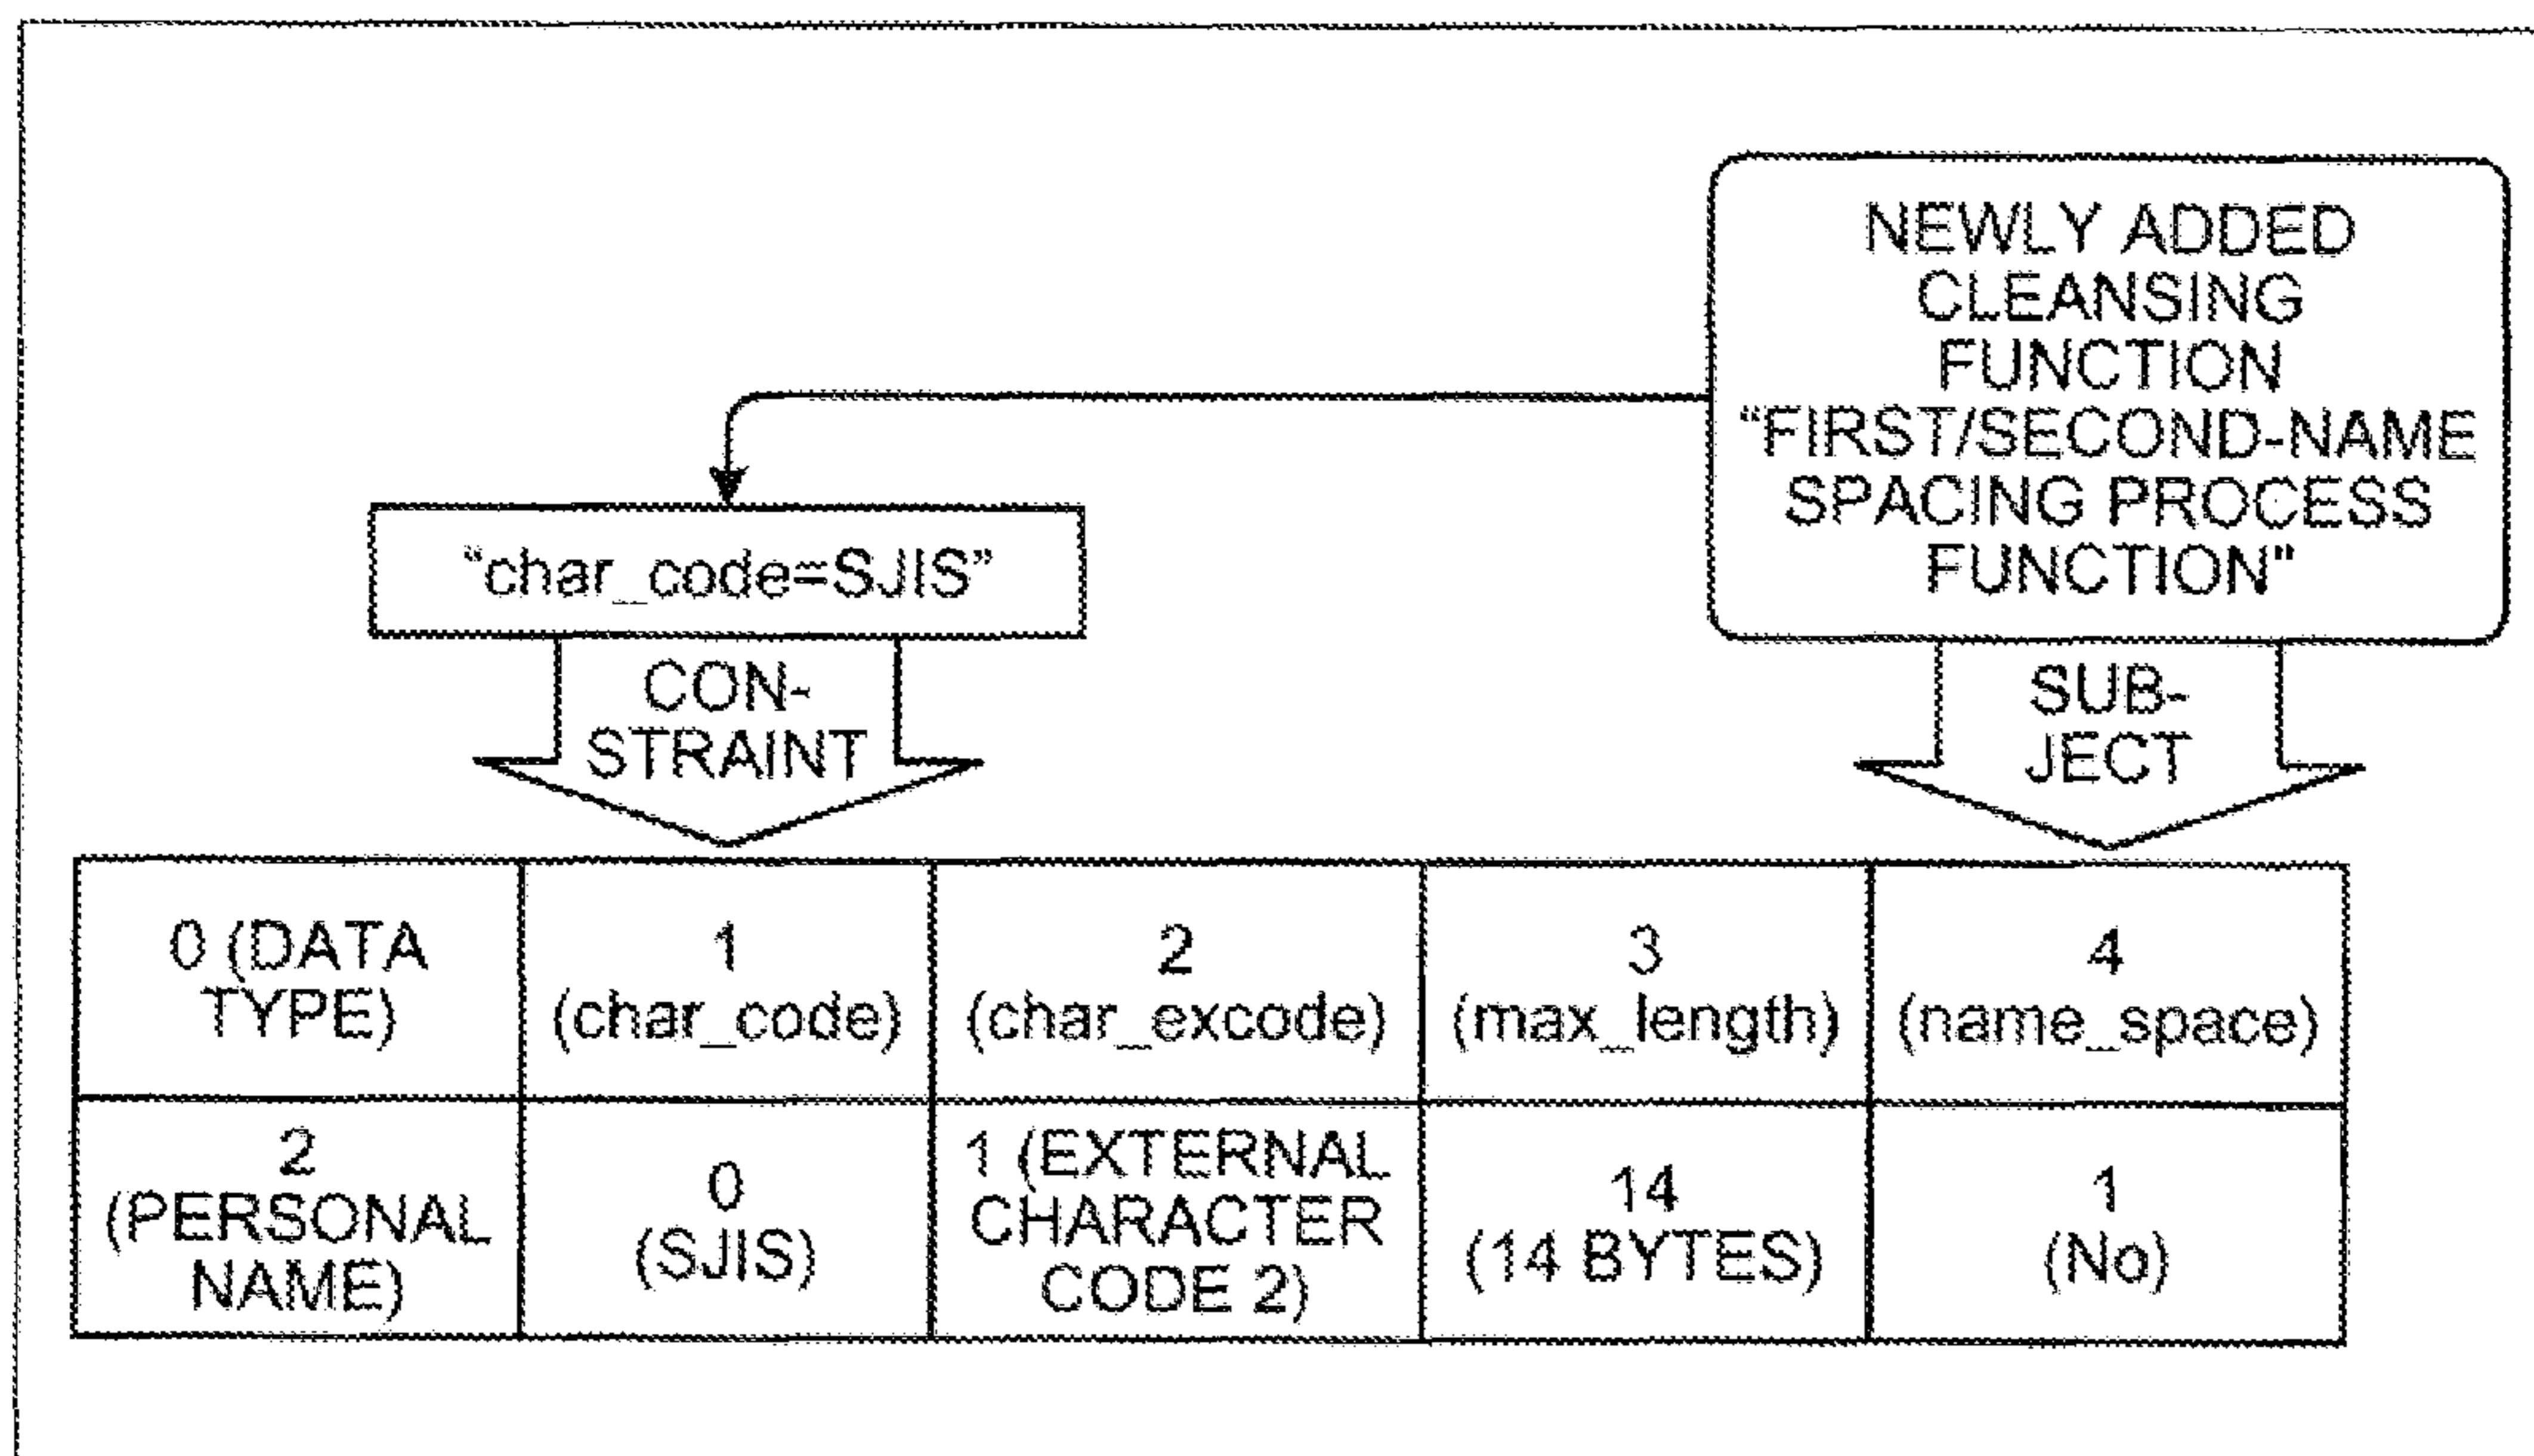 NEWLY ADDED
CLEANSING
FUNCTION
“FIRST/SECOND-NAME
SPACING PROCESS
FUNCTION"
“char_code=SJIS”
CON-
STRAINT
SUB-
JECT
0 (DATA
TYPE)
1
(char_code)
2
(char_excode)
3
(max_length)
4
(name_space)
2
(PERSONAL
NAME)
0
(SJIS)
1 (EXTERNAL
CHARACTER
CODE 2)
14
(14 BYTES)
1
(No)